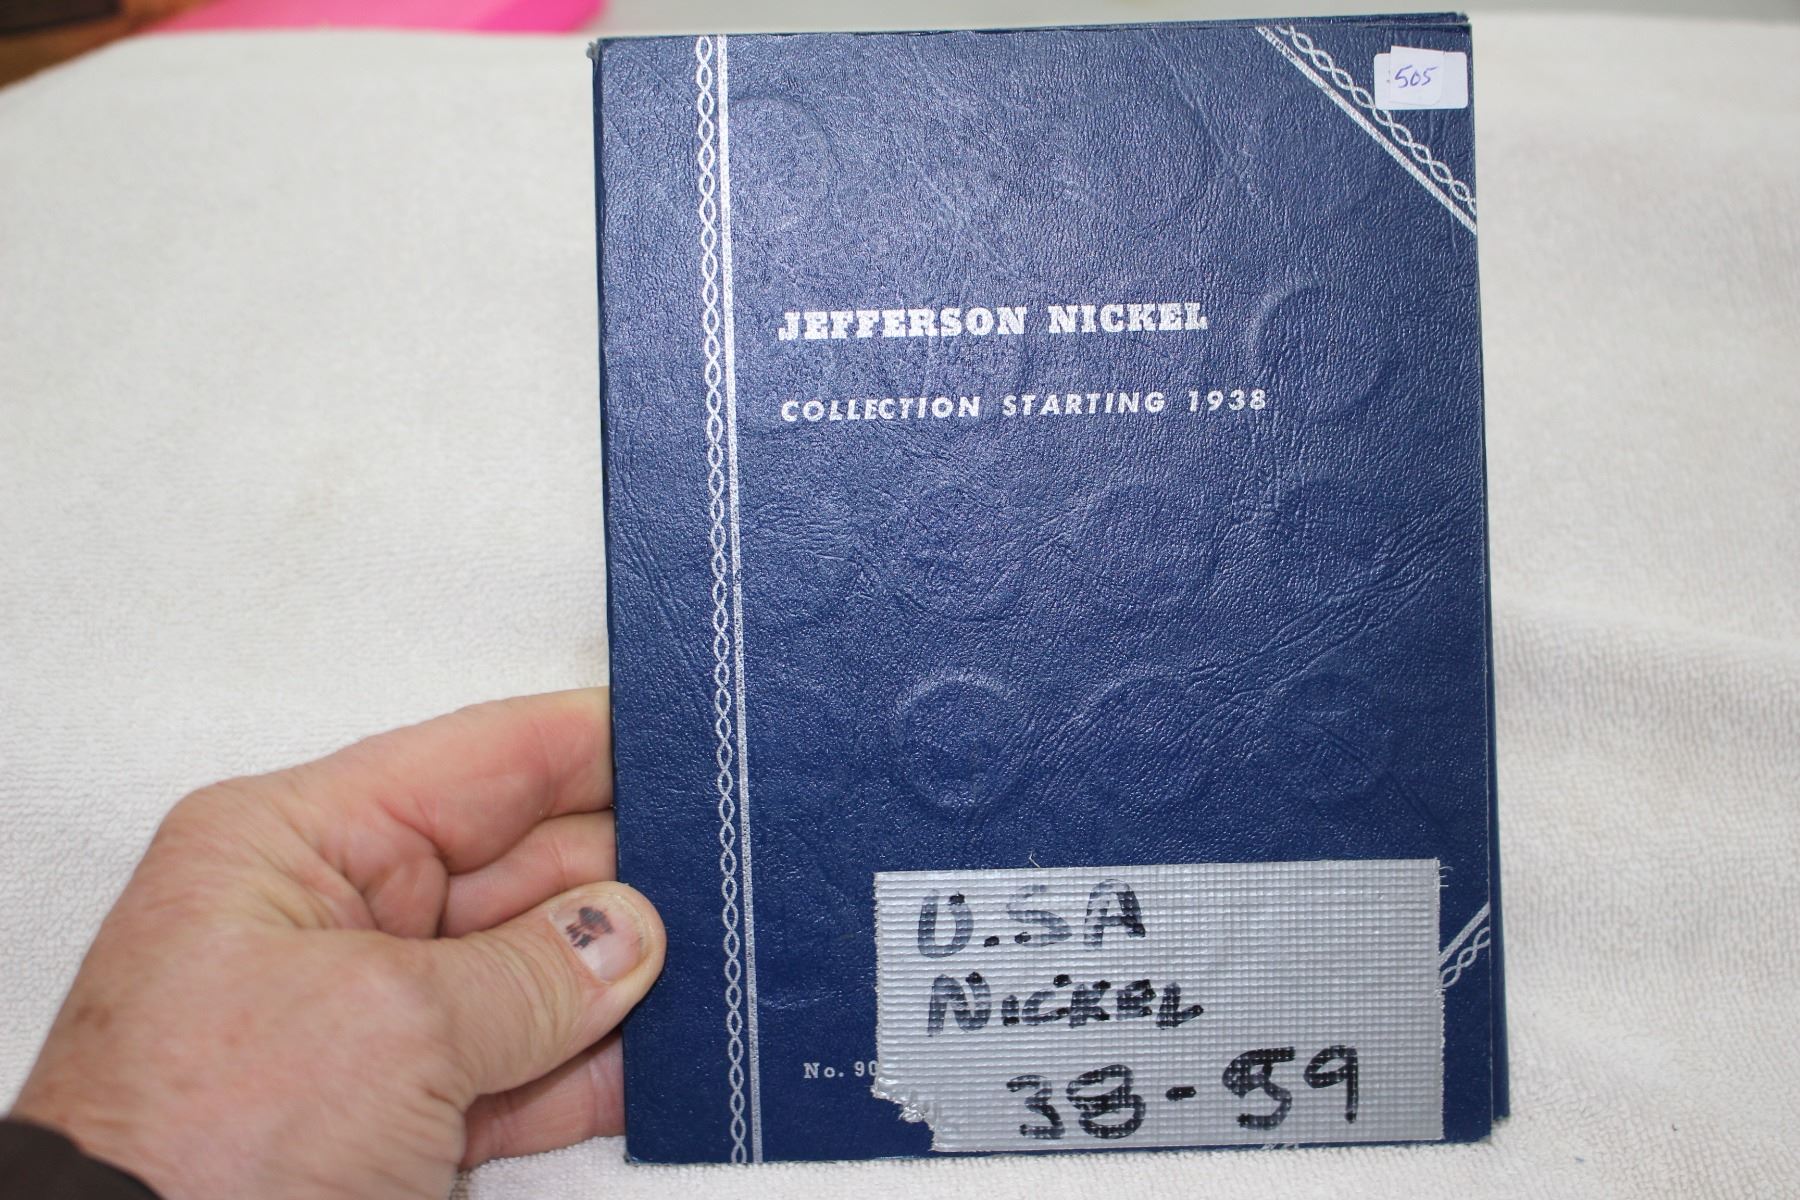 505
JEFFERSON NICKEL
COLLECTION STARTING 1938
U.SA
NICKEL
No. 90
38-59